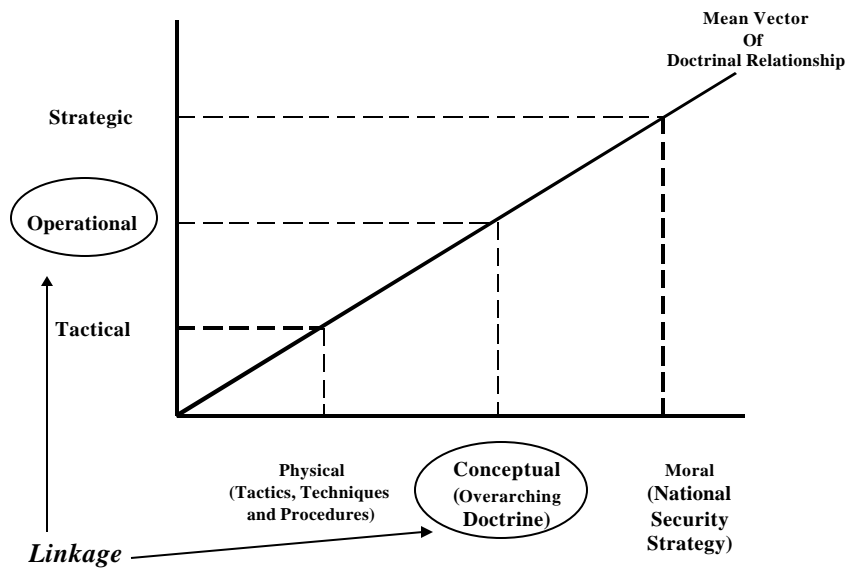 Mean Vector
Of
Doctrinal Relationship
Strategic
Operational
Tactical
Physical
(Tactics, Techniques
and Procedures)
Conceptual
(Overarching
Doctrine)
Moral
(National
Security
Strategy)
Linkage